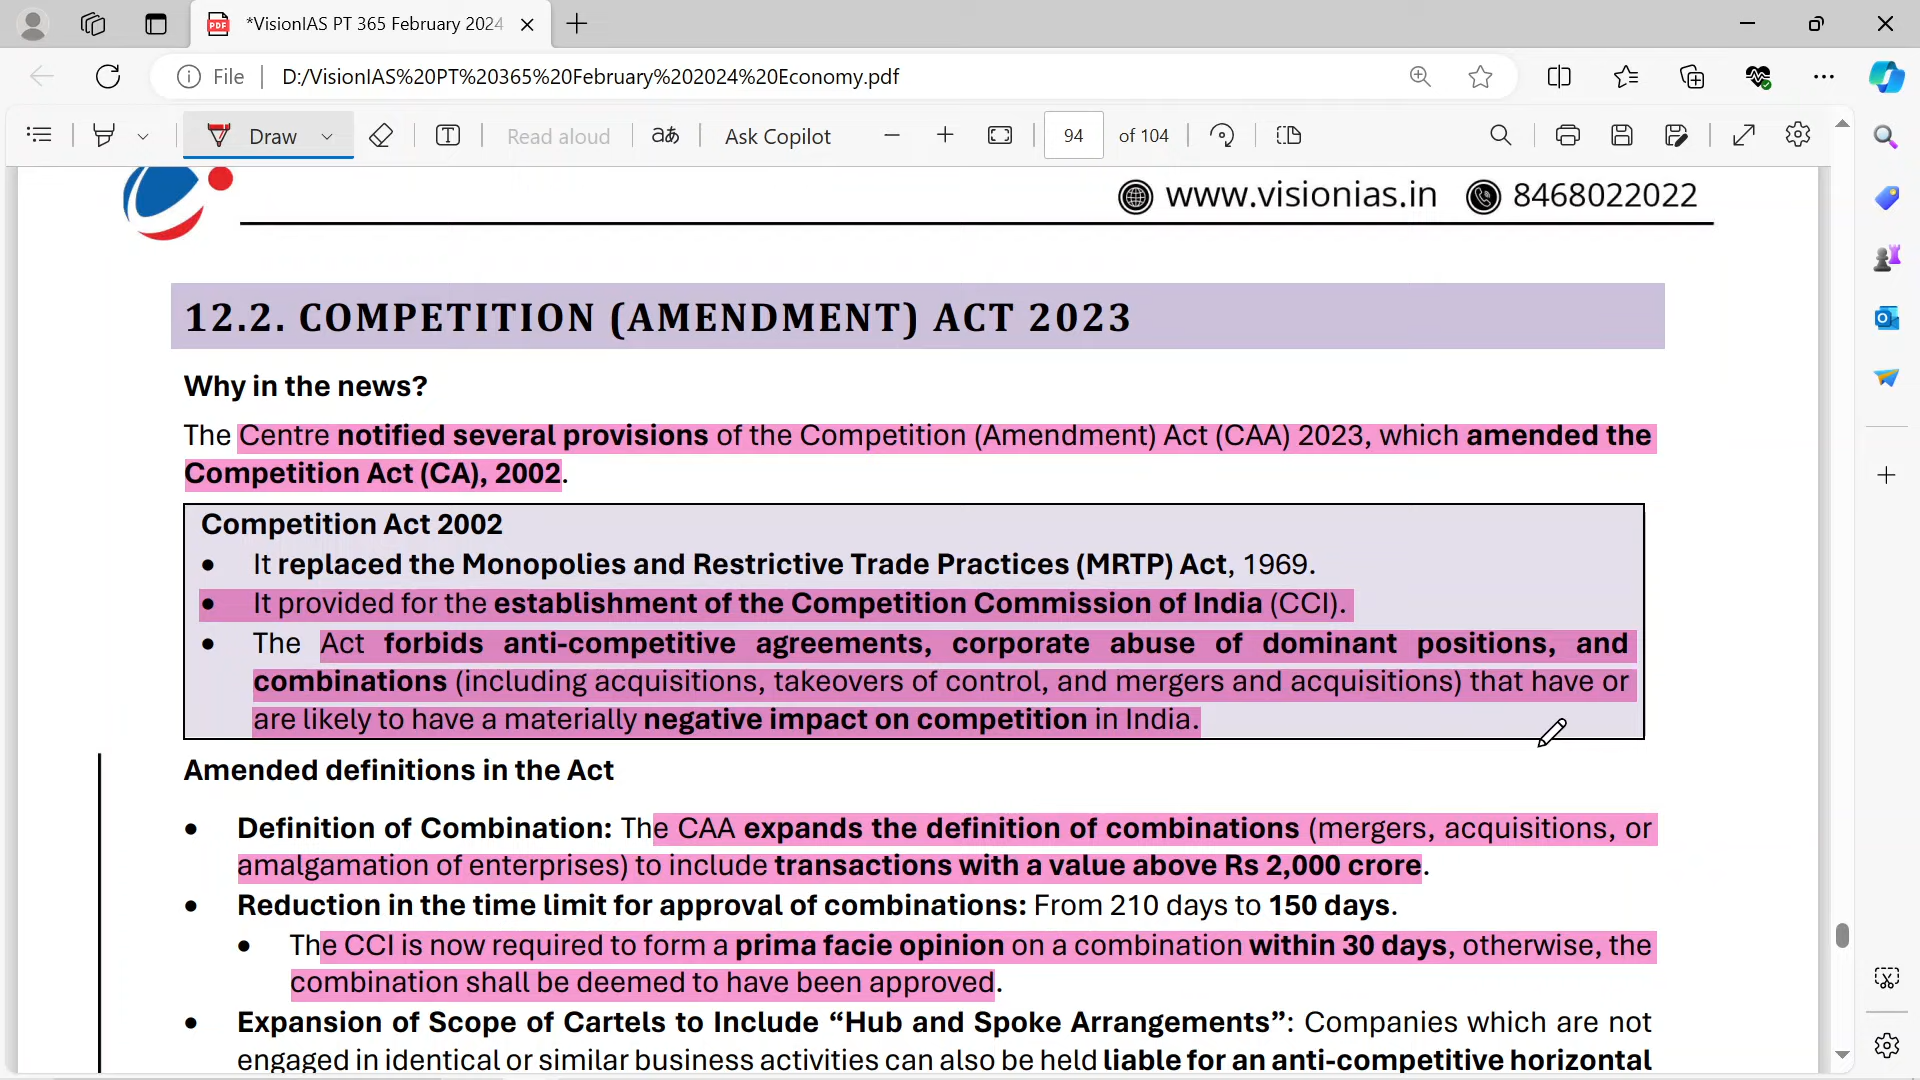 *VisionIAS PT 365 February 2024
File
D:/VisionIAS%20PT%20365%20February%202024%20Economy.pdf
Draw
Read aloud
aあ
Ask Copilot
94
of 104
www.visionias.in 8468022022
12.2. COMPETITION (AMENDMENT) ACT 2023
Why in the news?
The Centre notified several provisions of the Competition (Amendment) Act (CAA) 2023, which amended the
Competition Act (CA), 2002.
Competition Act 2002
• It replaced the Monopolies and Restrictive Trade Practices (MRTP) Act, 1969.
• It provided for the establishment of the Competition Commission of India (CCI).
• The Act forbids anti-competitive agreements, corporate abuse of dominant positions, and
combinations (including acquisitions, takeovers of control, and mergers and acquisitions) that have or
are likely to have a materially negative impact on competition in India.
Amended definitions in the Act
• Definition of Combination: The CAA expands the definition of combinations (mergers, acquisitions, or
amalgamation of enterprises) to include transactions with a value above Rs 2,000 crore.
• Reduction in the time limit for approval of combinations: From 210 days to 150 days.
• The CCI is now required to form a prima facie opinion on a combination within 30 days, otherwise, the
combination shall be deemed to have been approved.
• Expansion of Scope of Cartels to Include “Hub and Spoke Arrangements”: Companies which are not
engaged in identical or similar business activities can also be held liable for an anti-competitive horizontal